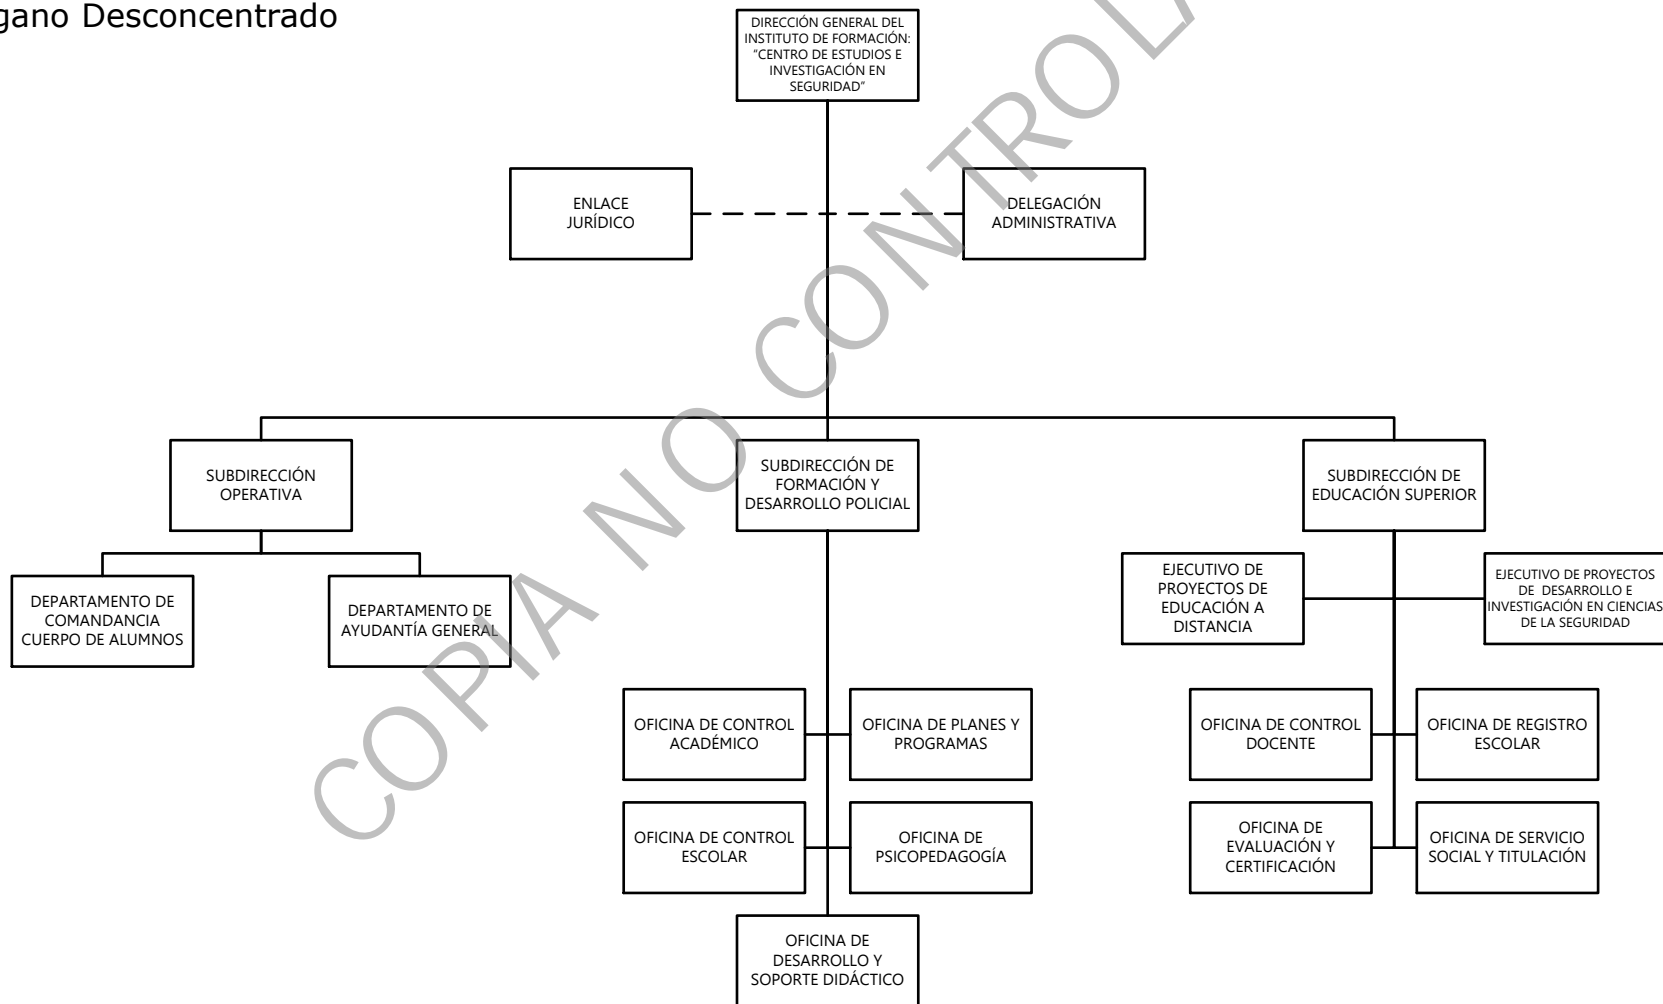 gano Desconcentrado
DIRECCIÓN GENERAL DEL
INSTITUTO DE FORMACIÓN:
"CENTRO DE ESTUDIOS E
INVESTIGACIÓN EN
SEGURIDAD"
ENLACE
JURÍDICO
DELEGACIÓN
ADMINISTRATIVA
SUBDIRECCIÓN
OPERATIVA
SUBDIRECCIÓN DE
FORMACIÓN Y
DESARROLLO POLICIAL
SUBDIRECCIÓN DE
EDUCACIÓN SUPERIOR
DEPARTAMENTO DE
COMANDANCIA
CUERPO DE ALUMNOS
DEPARTAMENTO DE
AYUDANTÍA GENERAL
EJECUTIVO DE
PROYECTOS DE
EDUCACIÓN A
DISTANCIA
EJECUTIVO DE PROYECTOS
DE DESARROLLO E
INVESTIGACIÓN EN CIENCIAS
DE LA SEGURIDAD
OFICINA DE CONTROL
ACADÉMICO
OFICINA DE PLANES Y
PROGRAMAS
OFICINA DE CONTROL
DOCENTE
OFICINA DE REGISTRO
ESCOLAR
OFICINA DE CONTROL
ESCOLAR
OFICINA DE
PSICOPEDAGOGÍA
OFICINA DE
EVALUACIÓN Y
CERTIFICACIÓN
OFICINA DE SERVICIO
SOCIAL Y TITULACIÓN
OFICINA DE
DESARROLLO Y
SOPORTE DIDÁCTICO
COPIA NO CONTROLA